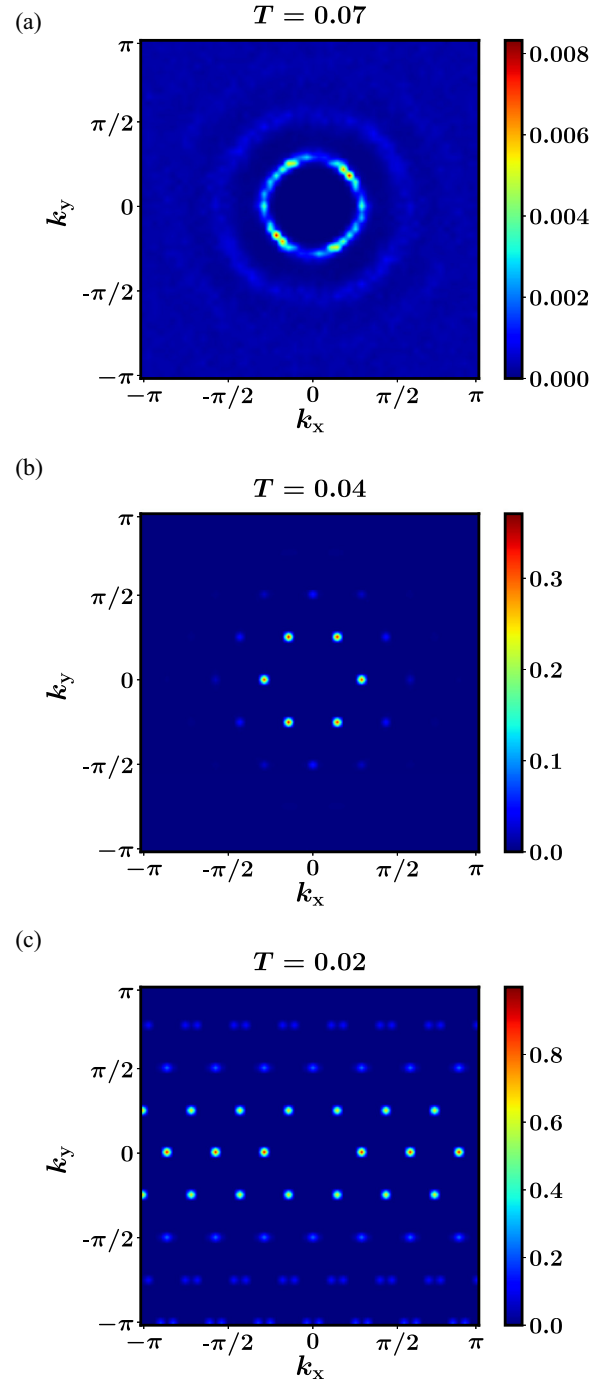 (a)
T = 0.07
π
π/2
0
-π/2
−π
k_y
−π
-π/2
0
π/2
π
k_x
0.008
0.006
0.004
0.002
0.000
(b)
T = 0.04
π
π/2
0
-π/2
−π
k_y
−π
-π/2
0
π/2
π
k_x
0.3
0.2
0.1
0.0
(c)
T = 0.02
π
π/2
0
-π/2
−π
k_y
−π
-π/2
0
π/2
π
k_x
0.8
0.6
0.4
0.2
0.0